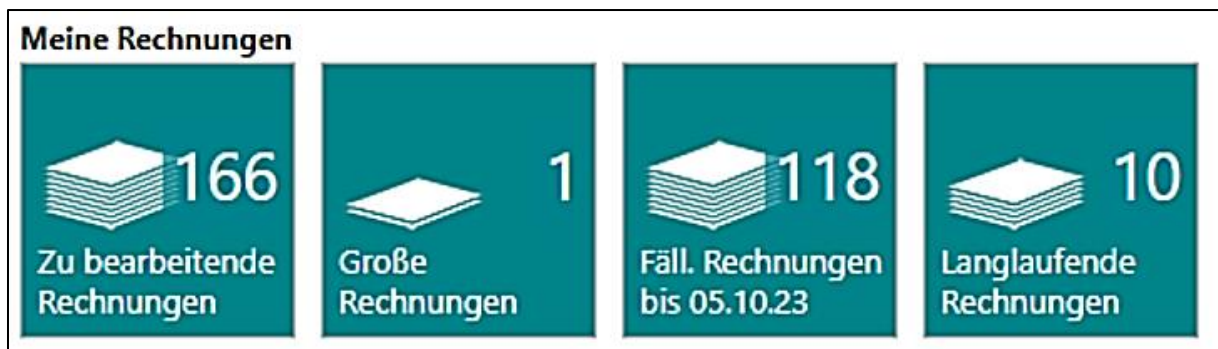 Meine Rechnungen
166
Zu bearbeitende
Rechnungen
1
Große
Rechnungen
118
Fäll. Rechnungen
bis 05.10.23
10
Langlaufende
Rechnungen